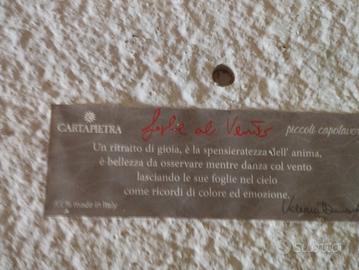 CARTAPIETRA foglie al Vento piccoli capolavori
Un ritratto di gioia, è la spensieratezza dell' anima,
è bellezza da osservare mentre danza col vento
lasciando le sue foglie nel cielo
come ricordi di colore ed emozione.
100% made in Italy